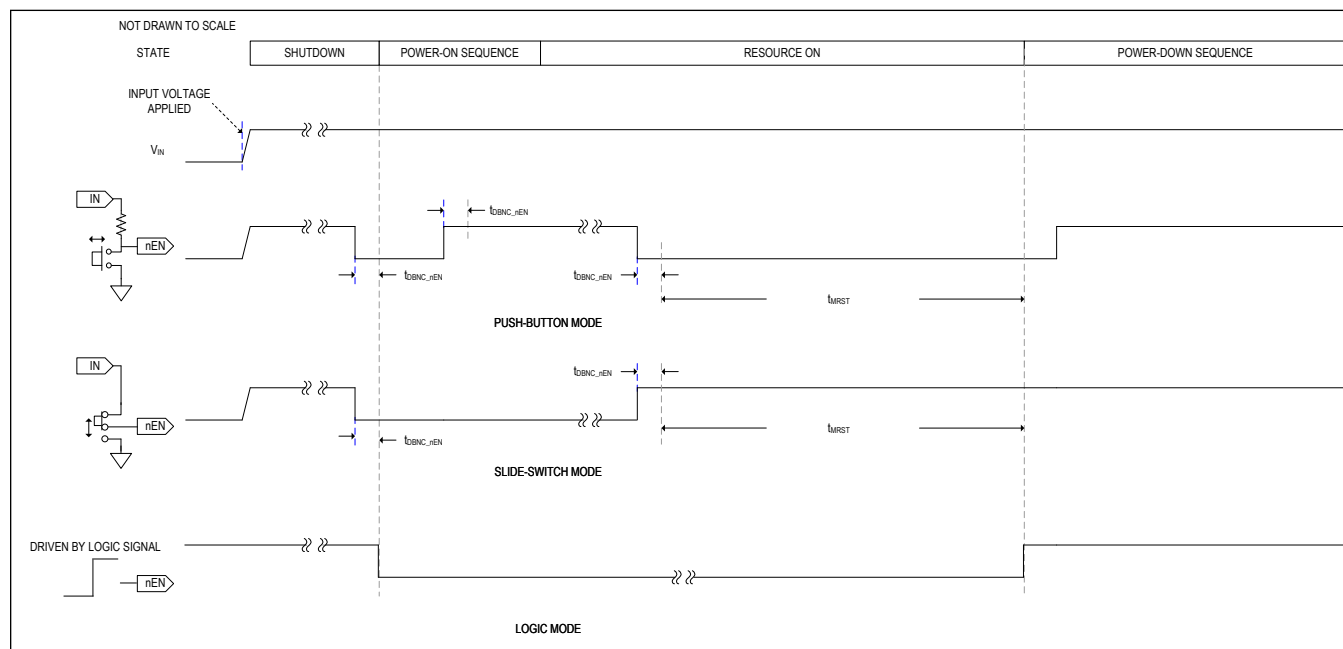 NOT DRAWN TO SCALE
STATE
SHUTDOWN
POWER-ON SEQUENCE
RESOURCE ON
POWER-DOWN SEQUENCE
INPUT VOLTAGE
APPLIED
VIN
IN
nEN
tDBNC_nEN
tDBNC_nEN
tDBNC_nEN
tMRST
PUSH-BUTTON MODE
IN
nEN
tDBNC_nEN
tDBNC_nEN
tMRST
SLIDE-SWITCH MODE
DRIVEN BY LOGIC SIGNAL
nEN
LOGIC MODE